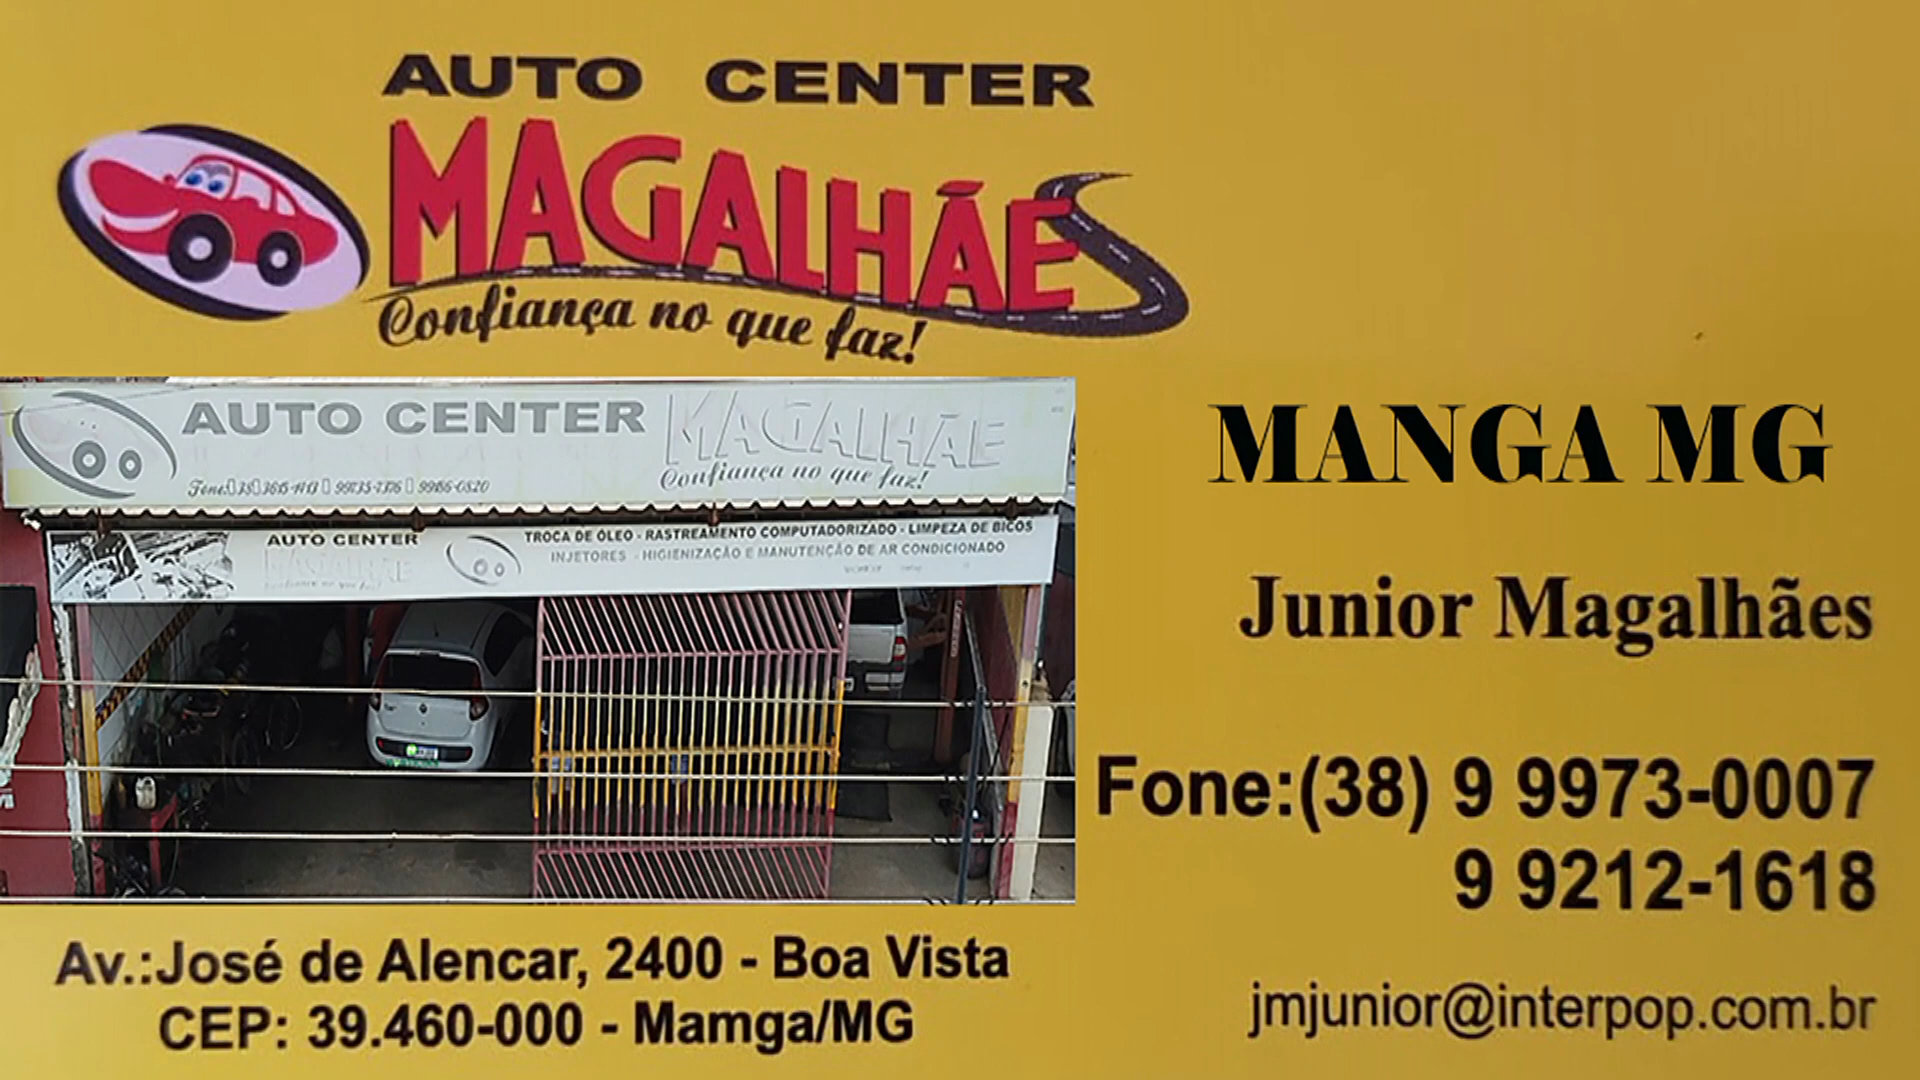 AUTO CENTER
MAGALHÃES
Confiança no que faz!
AUTO CENTER MAGALHÃE
Confiança no que faz!
AUTO CENTER
MAGALHÃE
TROCA DE ÓLEO - RASTREAMENTO COMPUTADORIZADO - LIMPEZA DE BICOS
INJETORES - HIGIENIZAÇÃO E MANUTENÇÃO DE AR CONDICIONADO
MANGA MG
Junior Magalhães
Fone:(38) 9 9973-0007
9 9212-1618
Av.:José de Alencar, 2400 - Boa Vista
CEP: 39.460-000 - Mamga/MG
jmjunior@interpop.com.br